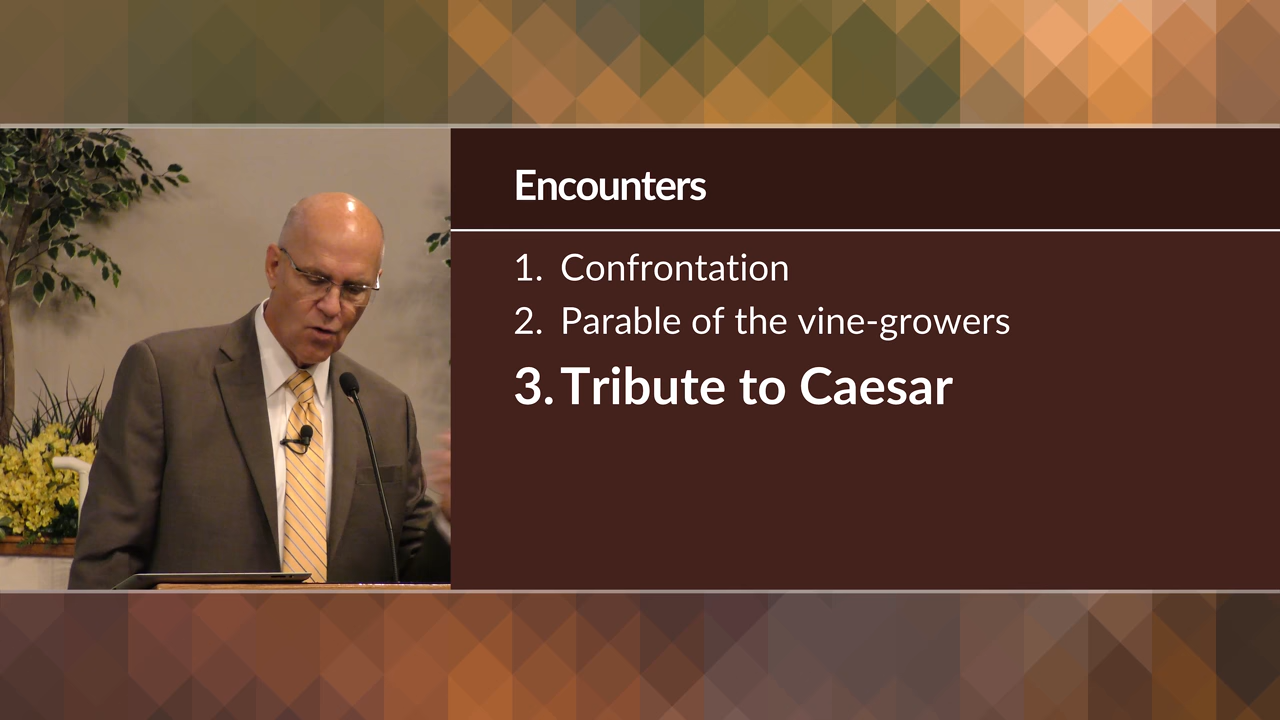 Encounters
1. Confrontation
2. Parable of the vine-growers
3. Tribute to Caesar